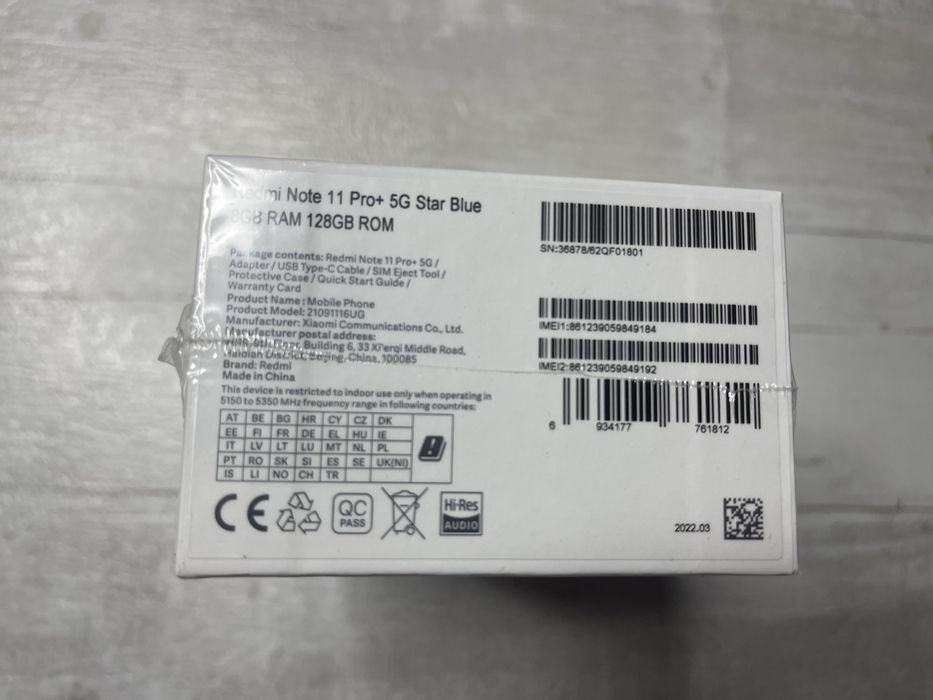 Redmi Note 11 Pro+ 5G Star Blue
8GB RAM 128GB ROM
Package contents: Redmi Note 11 Pro+ 5G /
Adapter / USB Type-C Cable / SIM Eject Tool /
Protective Case / Quick Start Guide /
Warranty Card
Product Name : Mobile Phone
Product Model: 21091116UG
Manufacturer: Xiaomi Communications Co., Ltd.
Manufacturer postal address:
Building 6, 33 Xi'erqi Middle Road,
Haidian District, Beijing, China, 100085
Brand: Redmi
Made in China
This device is restricted to indoor use only when operating in
5150 to 5350 MHz frequency range in following countries:
AT BE BG HR CY CZ DK
EE FI FR DE EL HU IE
IT LV LT LU MT NL PL
PT RO SK SI ES SE UK(NI)
IS LI NO CH TR
CE
QC
PASS
Hi-Res
AUDIO
SN:36878/62QF01801
IMEI1:861239059849184
IMEI2:861239059849192
6 934177 761812
2022.03